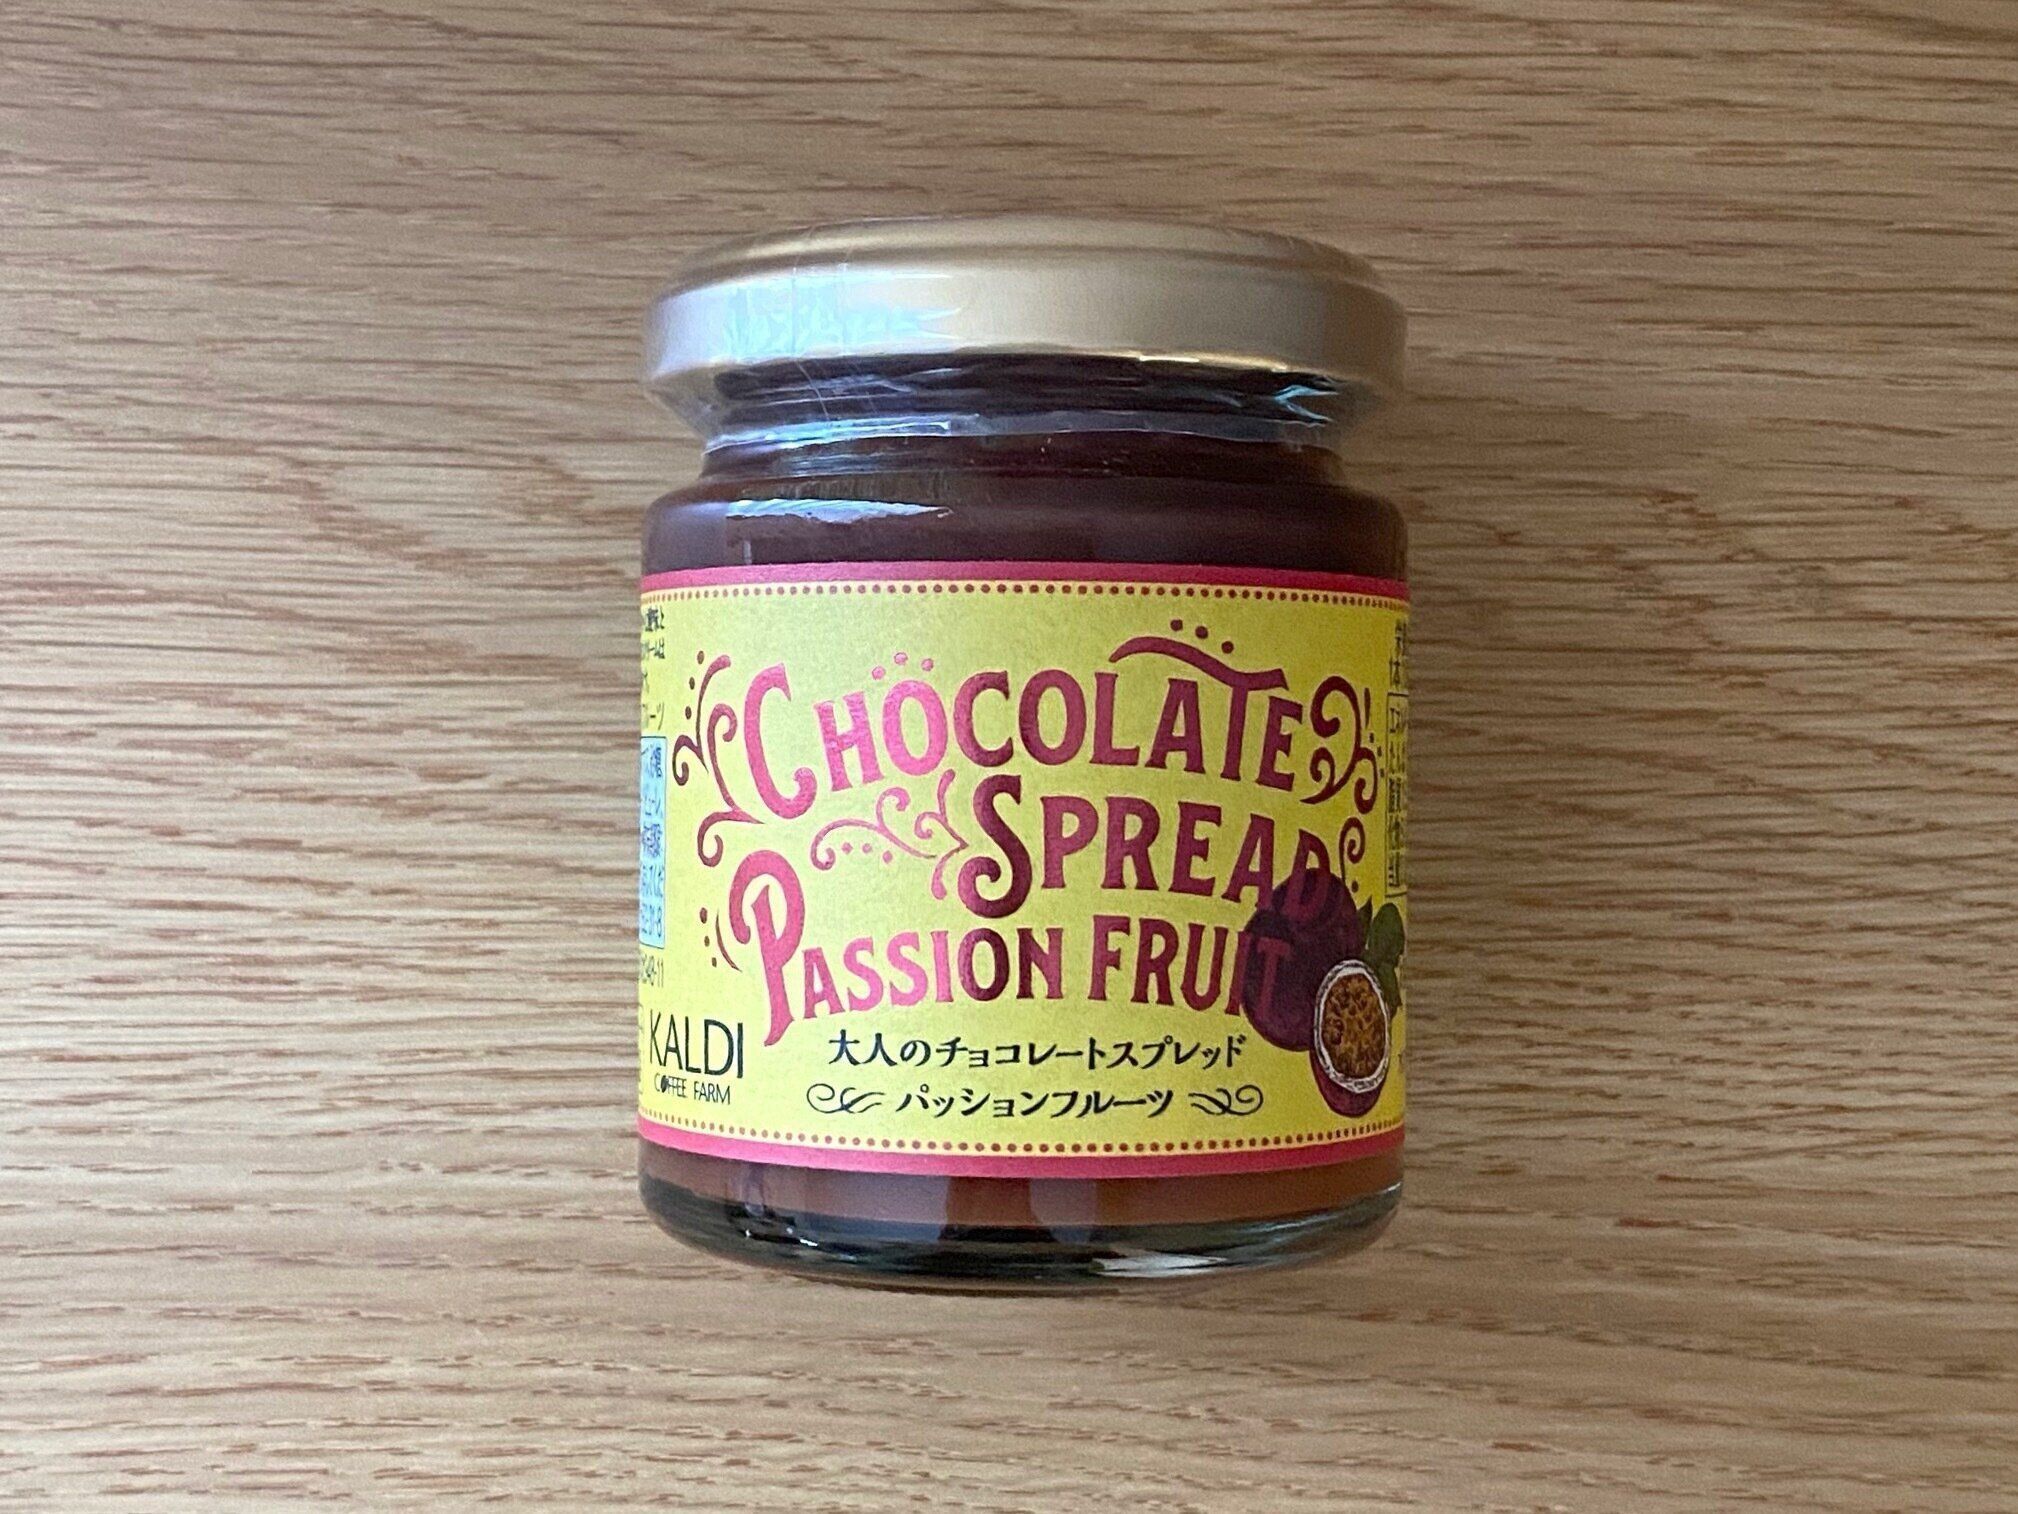 CHOCOLATE
SPREAD
PASSION FRUIT
大人のチョコレートスプレッド
パッションフルーツ
KALDI
COFFEE FARM